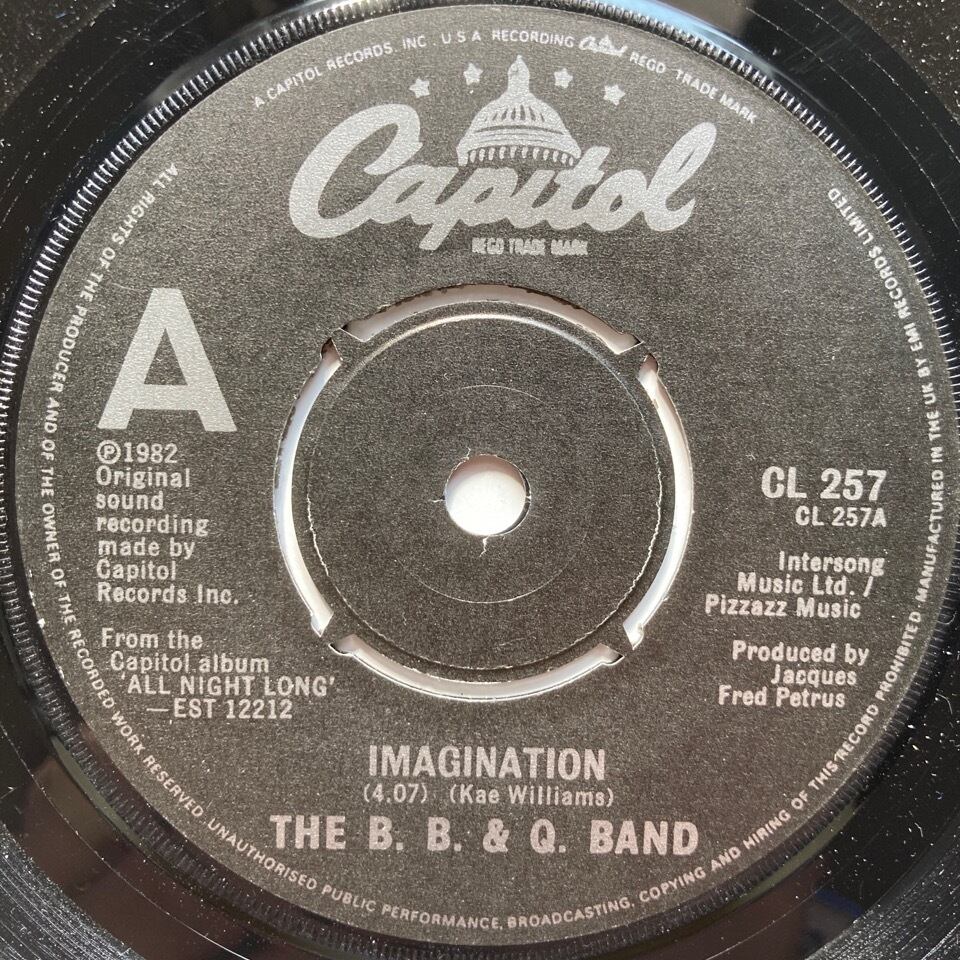 A CAPITOL RECORDS, INC. U.S.A RECORDING Capitol REGD TRADE MARK
Capitol
REGD TRADE MARK
A
℗1982
Original
sound
recording
made by
Capitol
Records Inc.
From the
Capitol album
'ALL NIGHT LONG'
—EST 12212
CL 257
CL 257A
Intersong
Music Ltd. /
Pizzazz Music
Produced by
Jacques
Fred Petrus
IMAGINATION
(4.07) (Kae Williams)
THE B. B. & Q. BAND
ALL RIGHTS OF THE PRODUCER AND OF THE OWNER OF THE RECORDED WORK RESERVED. UNAUTHORISED PUBLIC PERFORMANCE, BROADCASTING, COPYING AND HIRING OF THIS RECORD PROHIBITED MANUFACTURED IN THE UK BY EMI RECORDS LIMITED